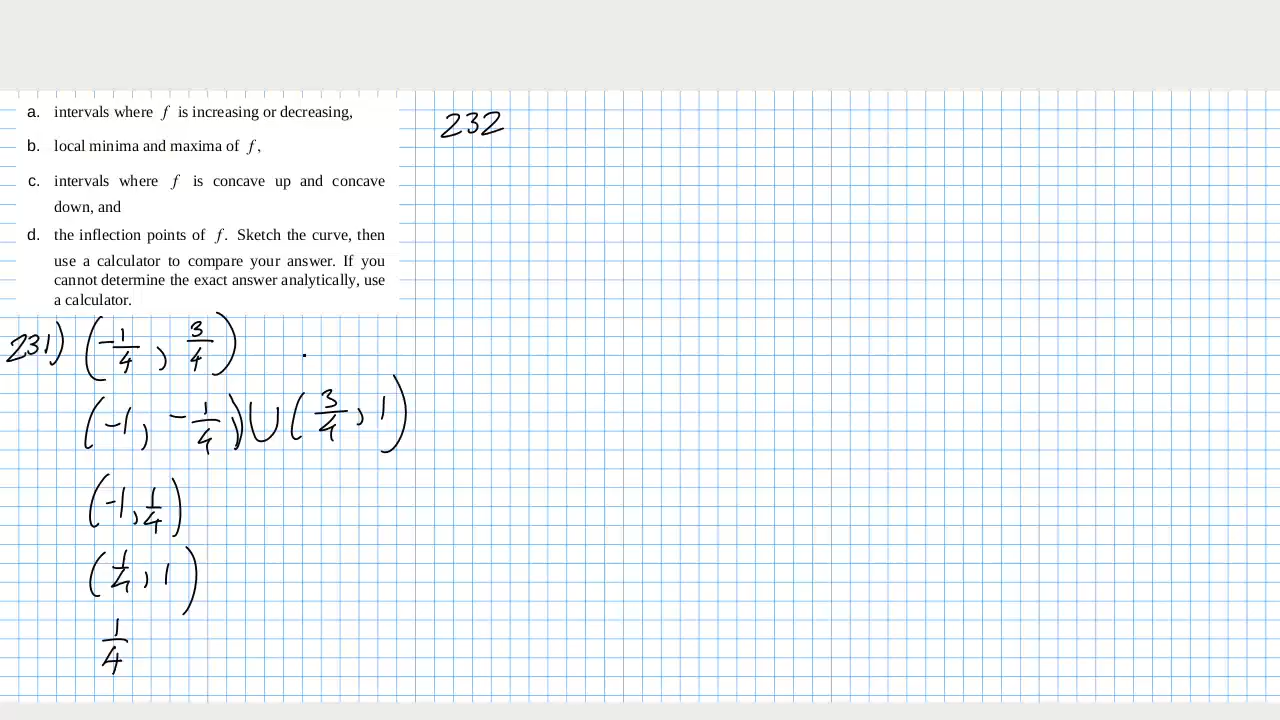 a. intervals where f is increasing or decreasing,
b. local minima and maxima of f,
c. intervals where f is concave up and concave
down, and
d. the inflection points of f. Sketch the curve, then
use a calculator to compare your answer. If you
cannot determine the exact answer analytically, use
a calculator.
231) (-1/4, 3/4)
(-1, -1/4) ∪ (3/4, 1)
(-1, 1/4)
(1/4, 1)
1/4
232